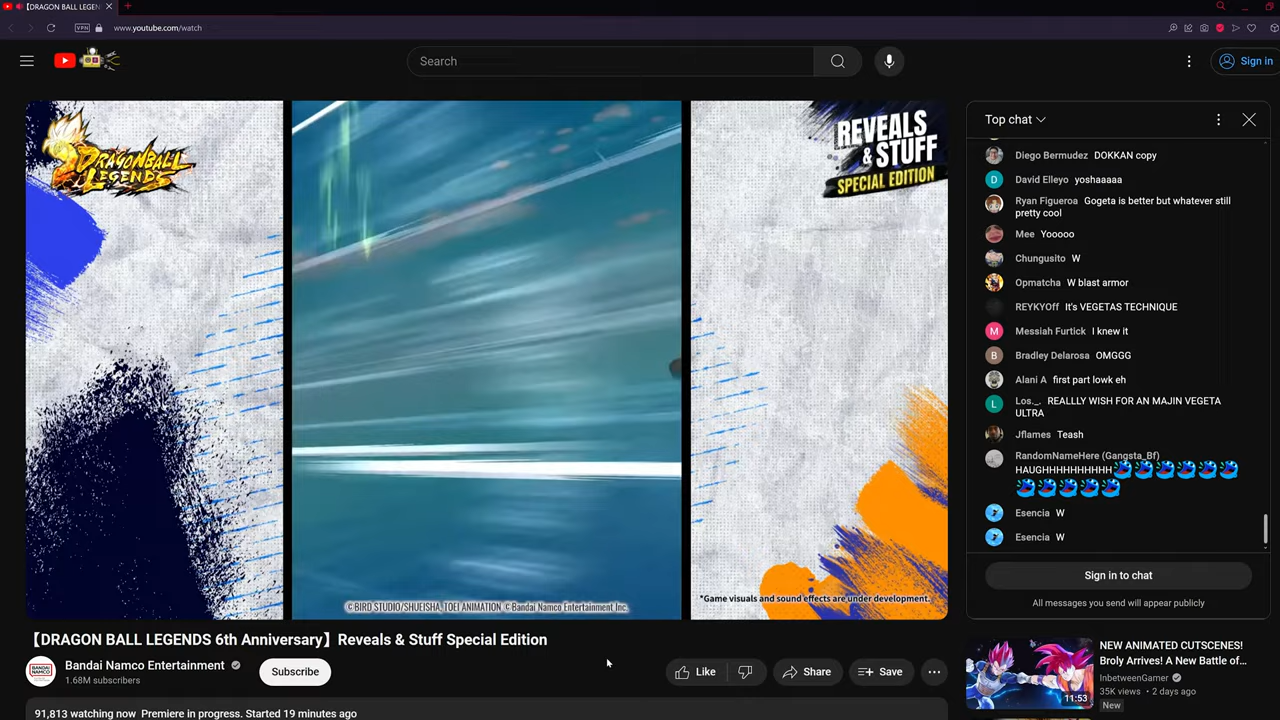 【DRAGON BALL LEGEN
VPN
www.youtube.com/watch
Search
Sign in
DRAGONBALL
LEGENDS
REVEALS
& STUFF
SPECIAL EDITION
© BIRD STUDIO/SHUEISHA, TOEI ANIMATION © Bandai Namco Entertainment Inc.
*Game visuals and sound effects are under development.
Top chat
Diego Bermudez DOKKAN copy
David Elleyo yoshaaaaa
Ryan Figueroa Gogeta is better but whatever still
pretty cool
Mee Yooooo
Chungusito W
Opmatcha W blast armor
REYKYOff It's VEGETAS TECHNIQUE
Messiah Furtick I knew it
Bradley Delarosa OMGGG
Alani A first part lowk eh
Los._. REALLLY WISH FOR AN MAJIN VEGETA
ULTRA
Jflames Teash
RandomNameHere (Gangsta_Bf)
HAUGHHHHHHHHHH
Esencia W
Esencia W
Sign in to chat
All messages you send will appear publicly
【DRAGON BALL LEGENDS 6th Anniversary】Reveals & Stuff Special Edition
BANDAI
NAMCO
Bandai Namco Entertainment
1.68M subscribers
Subscribe
Like
Share
Save
91,813 watching now Premiere in progress. Started 19 minutes ago
NEW ANIMATED CUTSCENES!
Broly Arrives! A New Battle of...
InbetweenGamer
35K views • 2 days ago
New
11:53